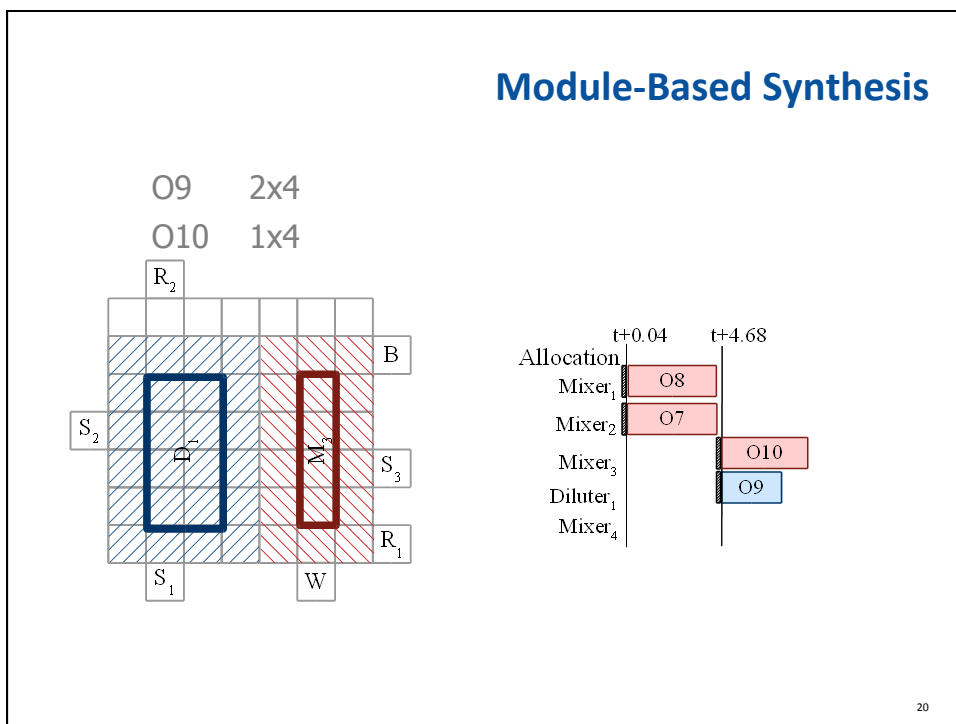 Module-Based Synthesis
O9 2x4
O10 1x4
R2
B
S2
D1
M3
S3
R1
S1
W
t+0.04 t+4.68
Allocation
Mixer1 O8
Mixer2 O7
Mixer3 O10
Diluter1 O9
Mixer4
20